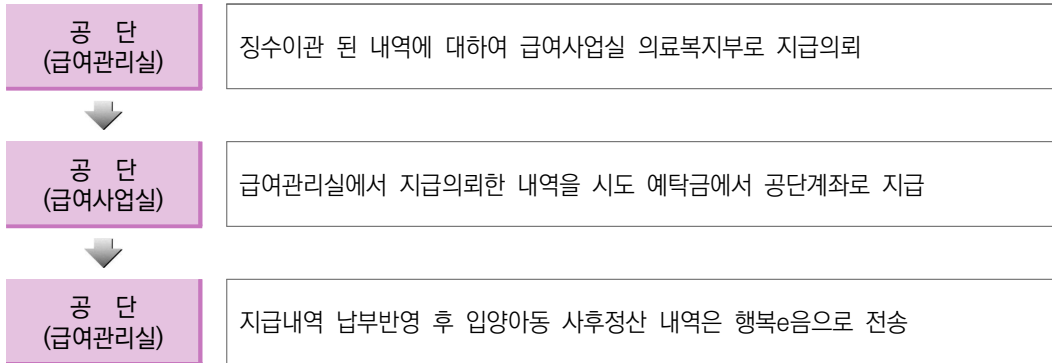 공 단
(급여관리실)
징수이관 된 내역에 대하여 급여사업실 의료복지부로 지급의뢰
공 단
(급여사업실)
급여관리실에서 지급의뢰한 내역을 시도 예탁금에서 공단계좌로 지급
공 단
(급여관리실)
지급내역 납부반영 후 입양아동 사후정산 내역은 행복e음으로 전송